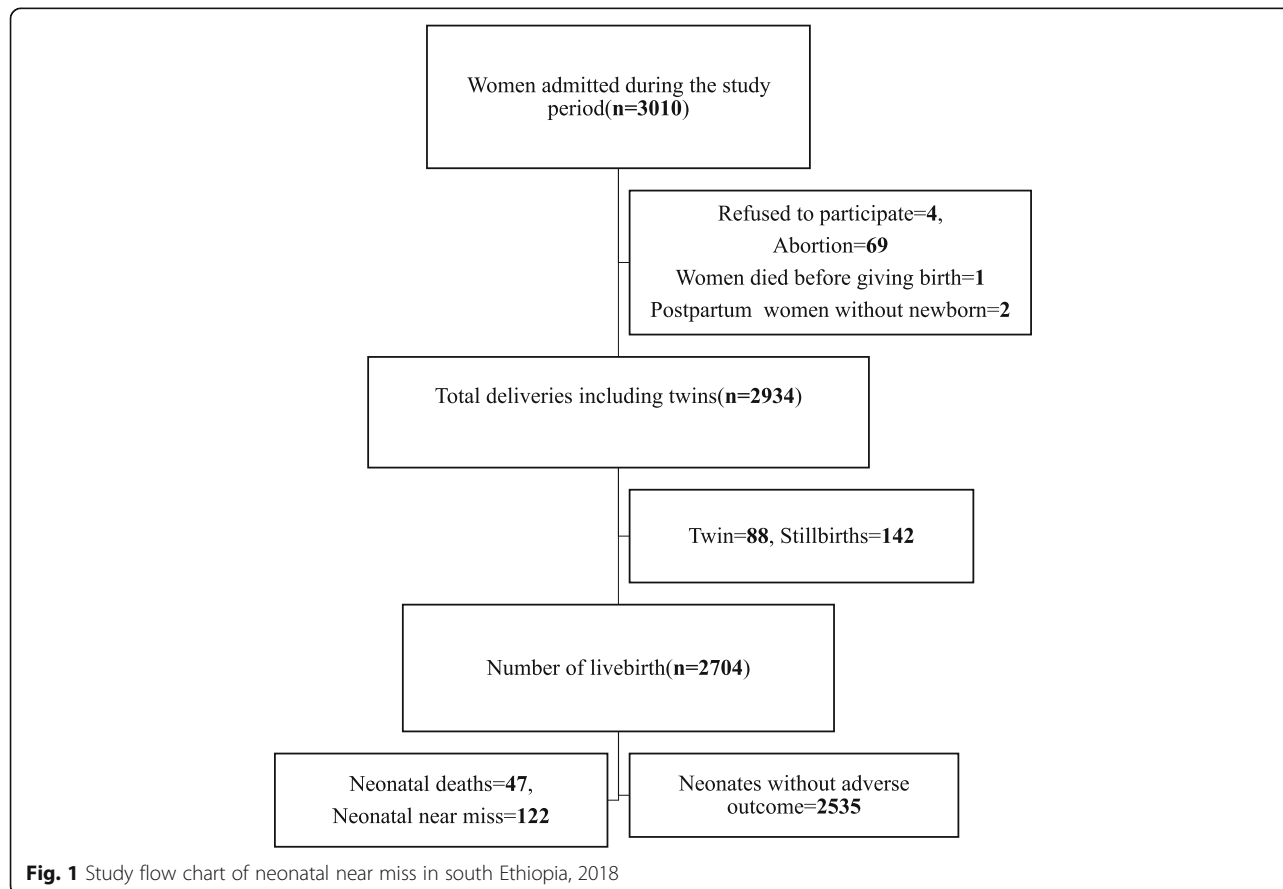 Women admitted during the study
period(n=3010)
Refused to participate=4,
Abortion=69
Women died before giving birth=1
Postpartum women without newborn=2
Total deliveries including twins(n=2934)
Twin=88, Stillbirths=142
Number of livebirth(n=2704)
Neonatal deaths=47,
Neonatal near miss=122
Neonates without adverse
outcome=2535
Fig. 1 Study flow chart of neonatal near miss in south Ethiopia, 2018